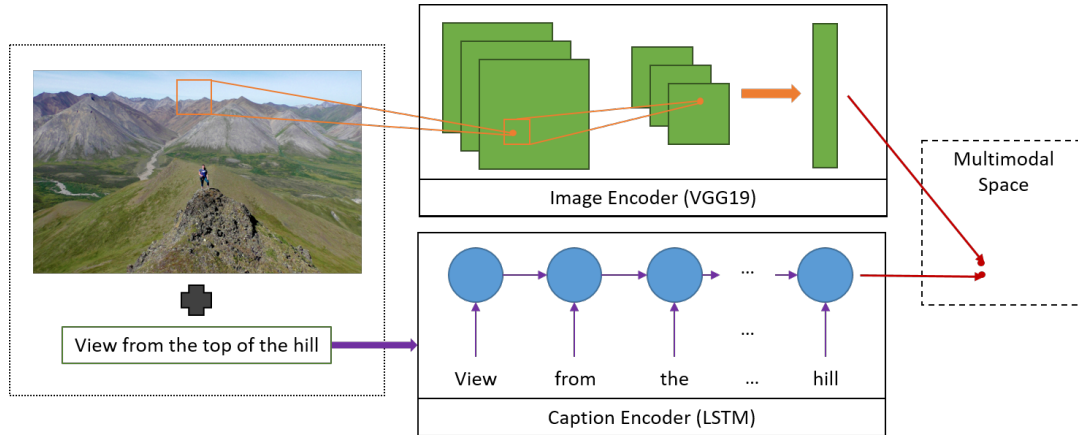 Multimodal
Space
Image Encoder (VGG19)
...
...
View from the top of the hill
View from the ... hill
Caption Encoder (LSTM)